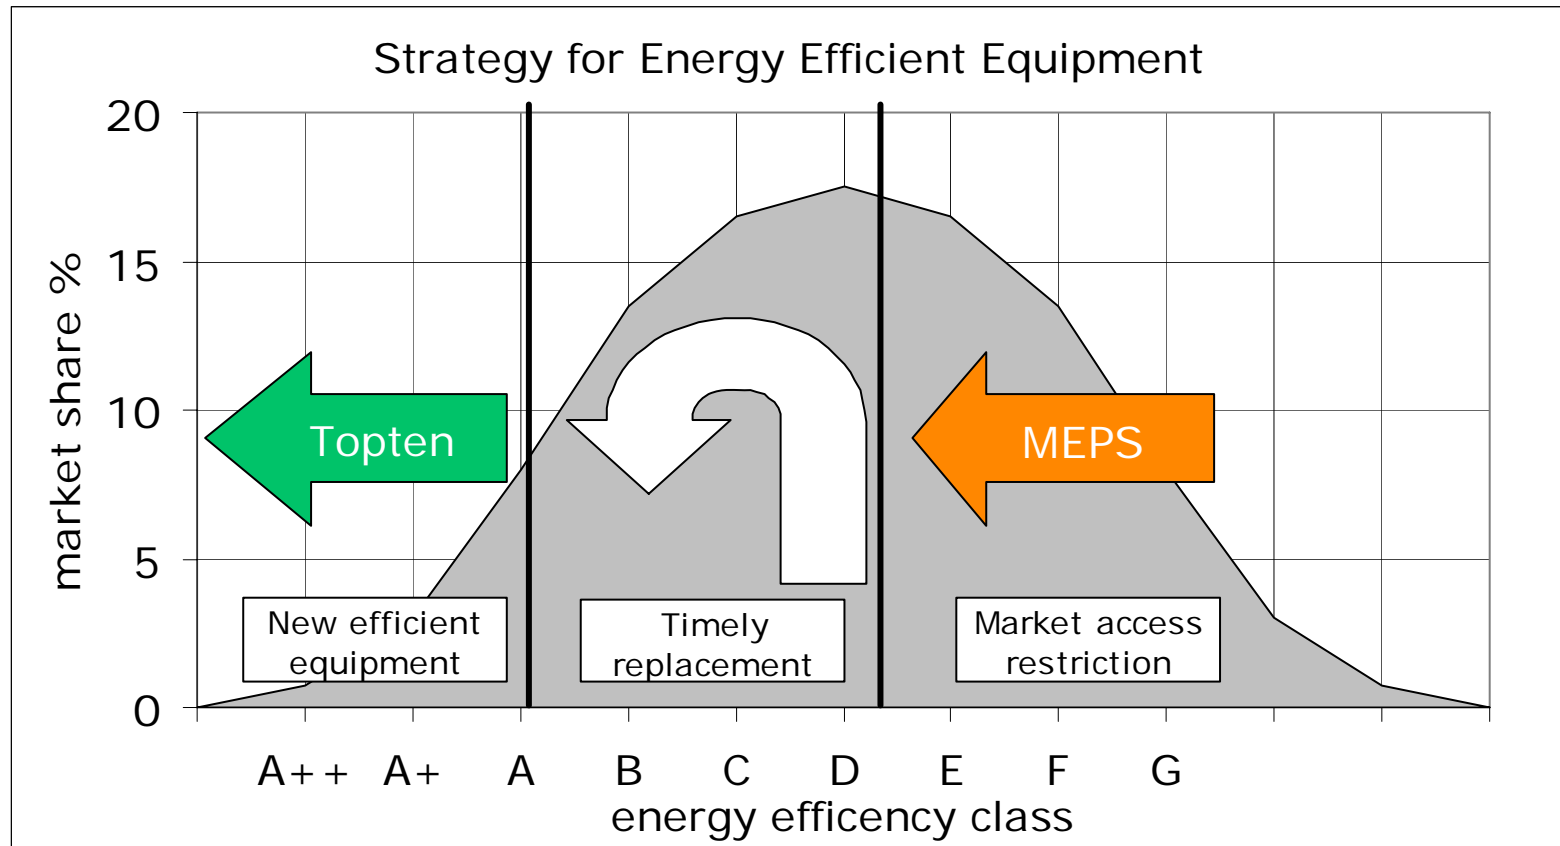 Strategy for Energy Efficient Equipment
20
15
10
5
0
market share %
Topten
MEPS
New efficient
equipment
Timely
replacement
Market access
restriction
A++ A+ A B C D E F G
energy efficency class